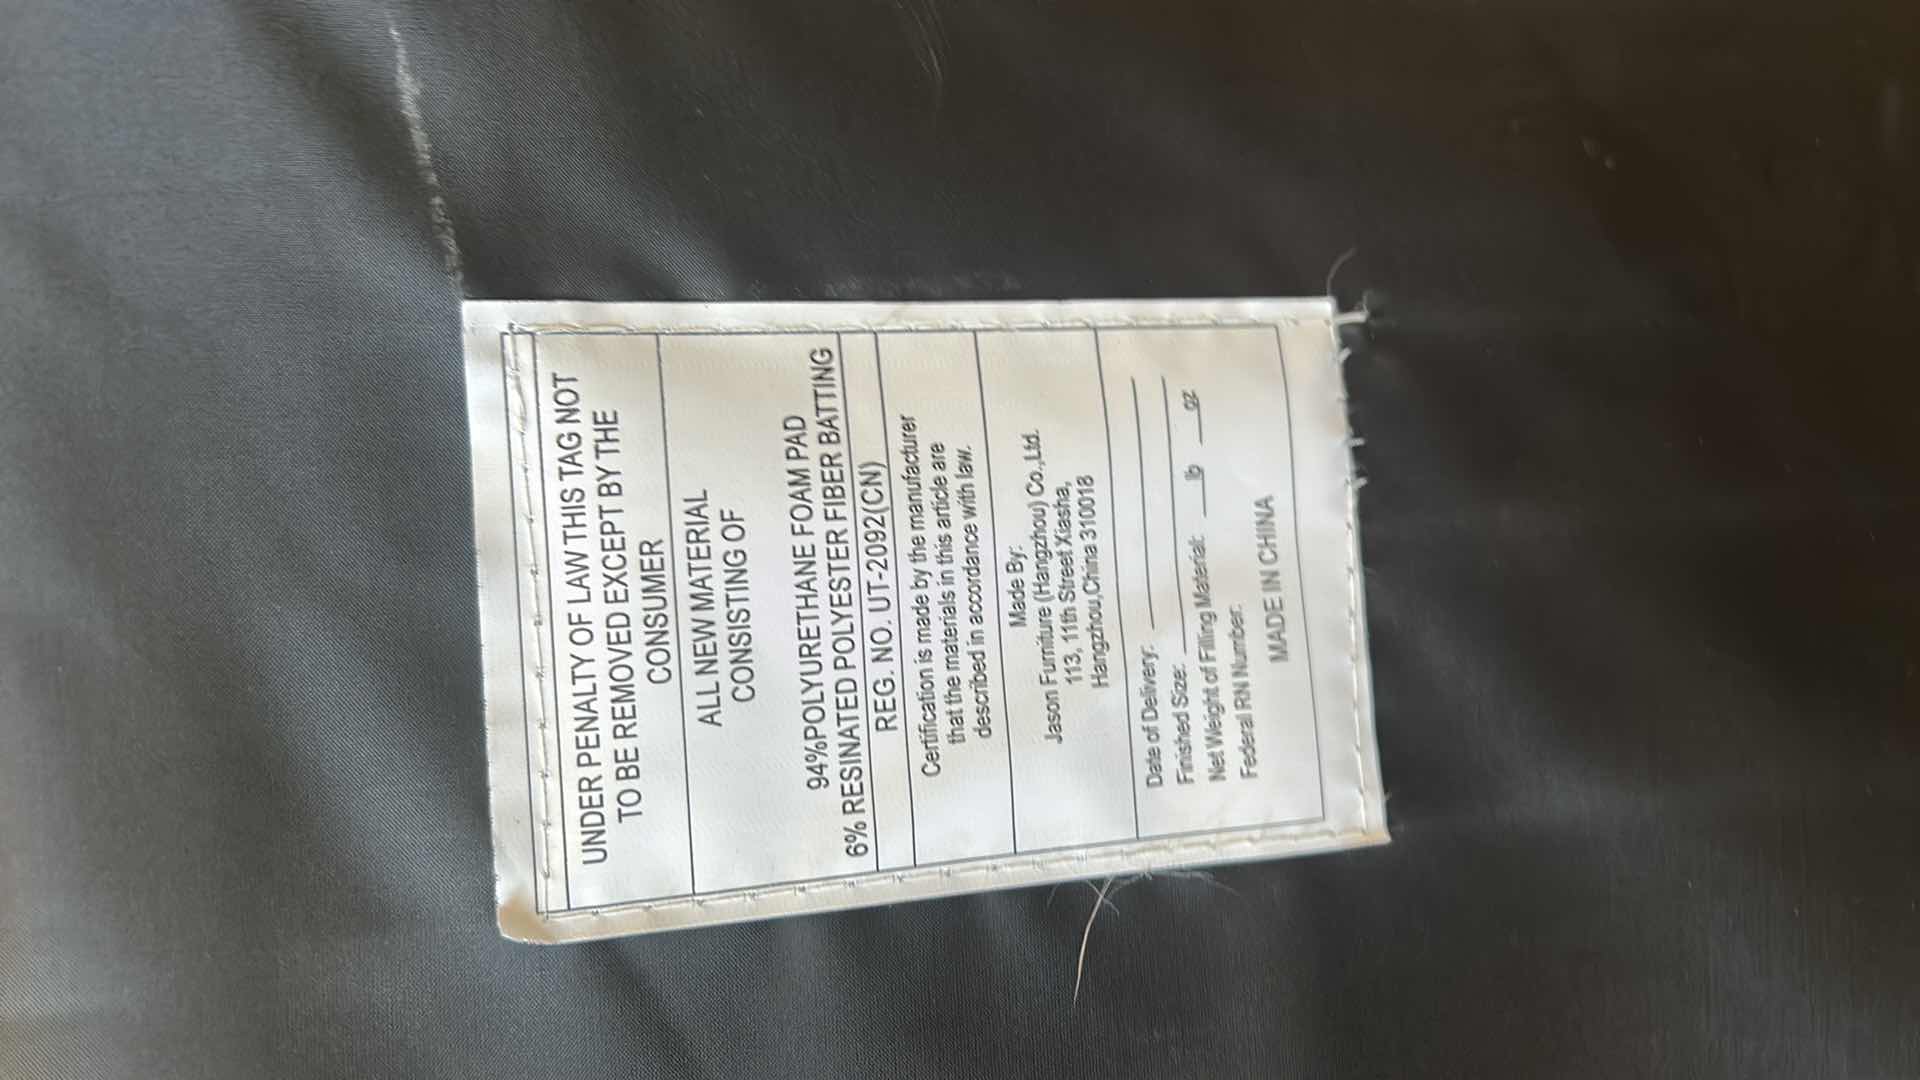 UNDER PENALTY OF LAW THIS TAG NOT
TO BE REMOVED EXCEPT BY THE
CONSUMER
ALL NEW MATERIAL
CONSISTING OF
94%POLYURETHANE FOAM PAD
6% RESINATED POLYESTER FIBER BATTING
REG. NO. UT-2092(CN)
Certification is made by the manufacturer
that the materials in this article are
described in accordance with law.
Made By:
Jason Furniture (Hangzhou) Co.,Ltd.
113, 11th Street Xiasha,
Hangzhou,China 310018
Date of Delivery: ____________
Finished Size: ____________
Net Weight of Filling Material: ___lb ___oz
Federal RN Number:
MADE IN CHINA